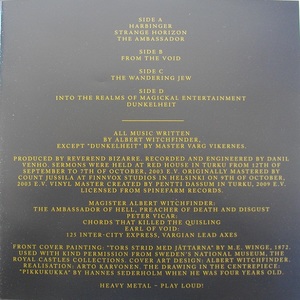 SIDE A
HARBINGER
STRANGE HORIZON
THE AMBASSADOR
SIDE B
FROM THE VOID
SIDE C
THE WANDERING JEW
SIDE D
INTO THE REALMS OF MAGICKAL ENTERTAINMENT
DUNKELHEIT
ALL MUSIC WRITTEN
BY ALBERT WITCHFINDER,
EXCEPT "DUNKELHEIT" BY MASTER VARG VIKERNES.
PRODUCED BY REVEREND BIZARRE. RECORDED AND ENGINEERED BY DANIL
VENHO. SERMONS WERE HELD AT RED HOUSE IN TURKU FROM 12TH OF
SEPTEMBER TO 7TH OF OCTOBER, 2003 E.V. ORIGINALLY MASTERED BY
COUNT JUSSILA AT FINNVOX STUDIOS IN HELSINKI ON 9TH OF OCTOBER,
2003 E.V. VINYL MASTER CREATED BY PENTTI DASSUM IN TURKU, 2009 E.V.
LICENSED FROM SPINEFARM RECORDS.
MAGISTER ALBERT WITCHFINDER:
THE AMBASSADOR OF HELL, PREACHER OF DEATH AND DISGUST
PETER VICAR:
CHORDS THAT KILLED THE QUISLING
EARL OF VOID:
125 INTER-CITY EXPRESS, VARGIAN LEAD AXES
FRONT COVER PAINTING: "TORS STRID MED JÄTTARNA" BY M.E. WINGE, 1872.
USED WITH KIND PERMISSION FROM SWEDEN'S NATIONAL MUSEUM, THE
ROYAL CASTLES COLLECTIONS. COVER ART DESIGN: ALBERT WITCHFINDER.
REALISATION: ARTO KARVONEN. THE DRAWING IN THE CENTREPIECE:
"PIKKUKUKKA" BY HANNES SEDERHOLM WHEN HE WAS FOUR YEARS OLD.
HEAVY METAL – PLAY LOUD!